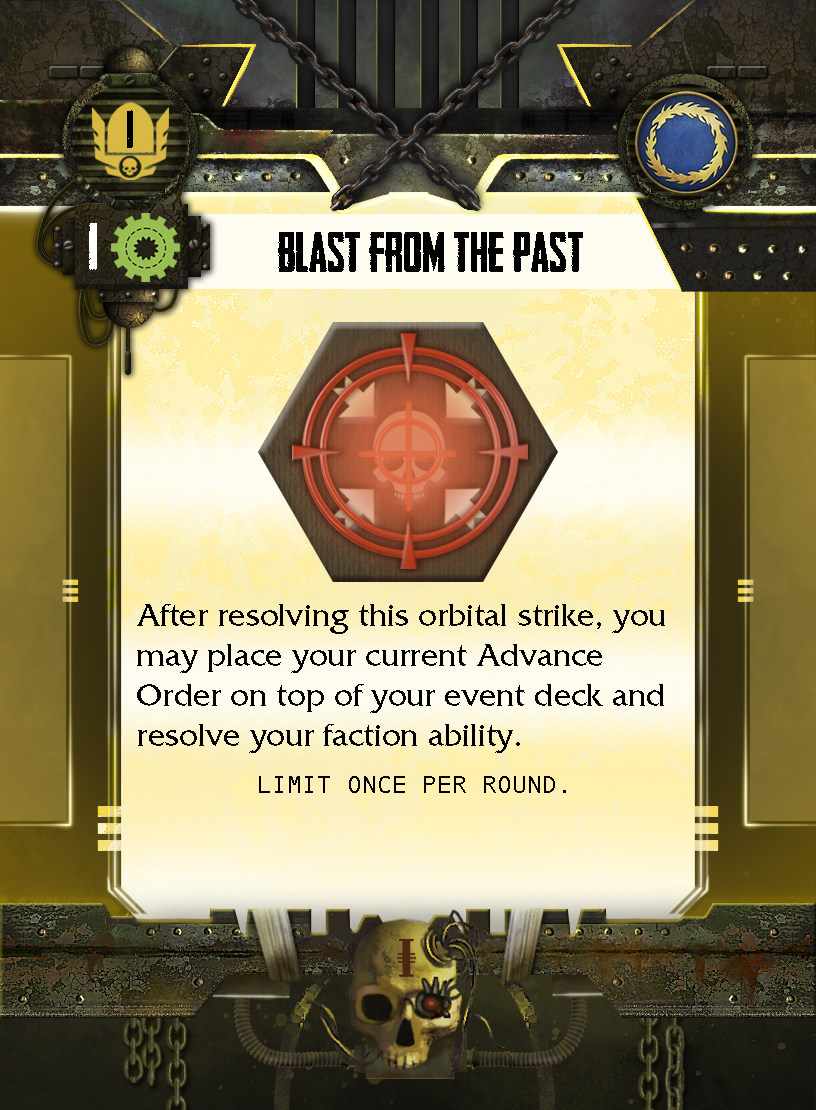 I
I
BLAST FROM THE PAST
After resolving this orbital strike, you
may place your current Advance
Order on top of your event deck and
resolve your faction ability.
LIMIT ONCE PER ROUND.
I